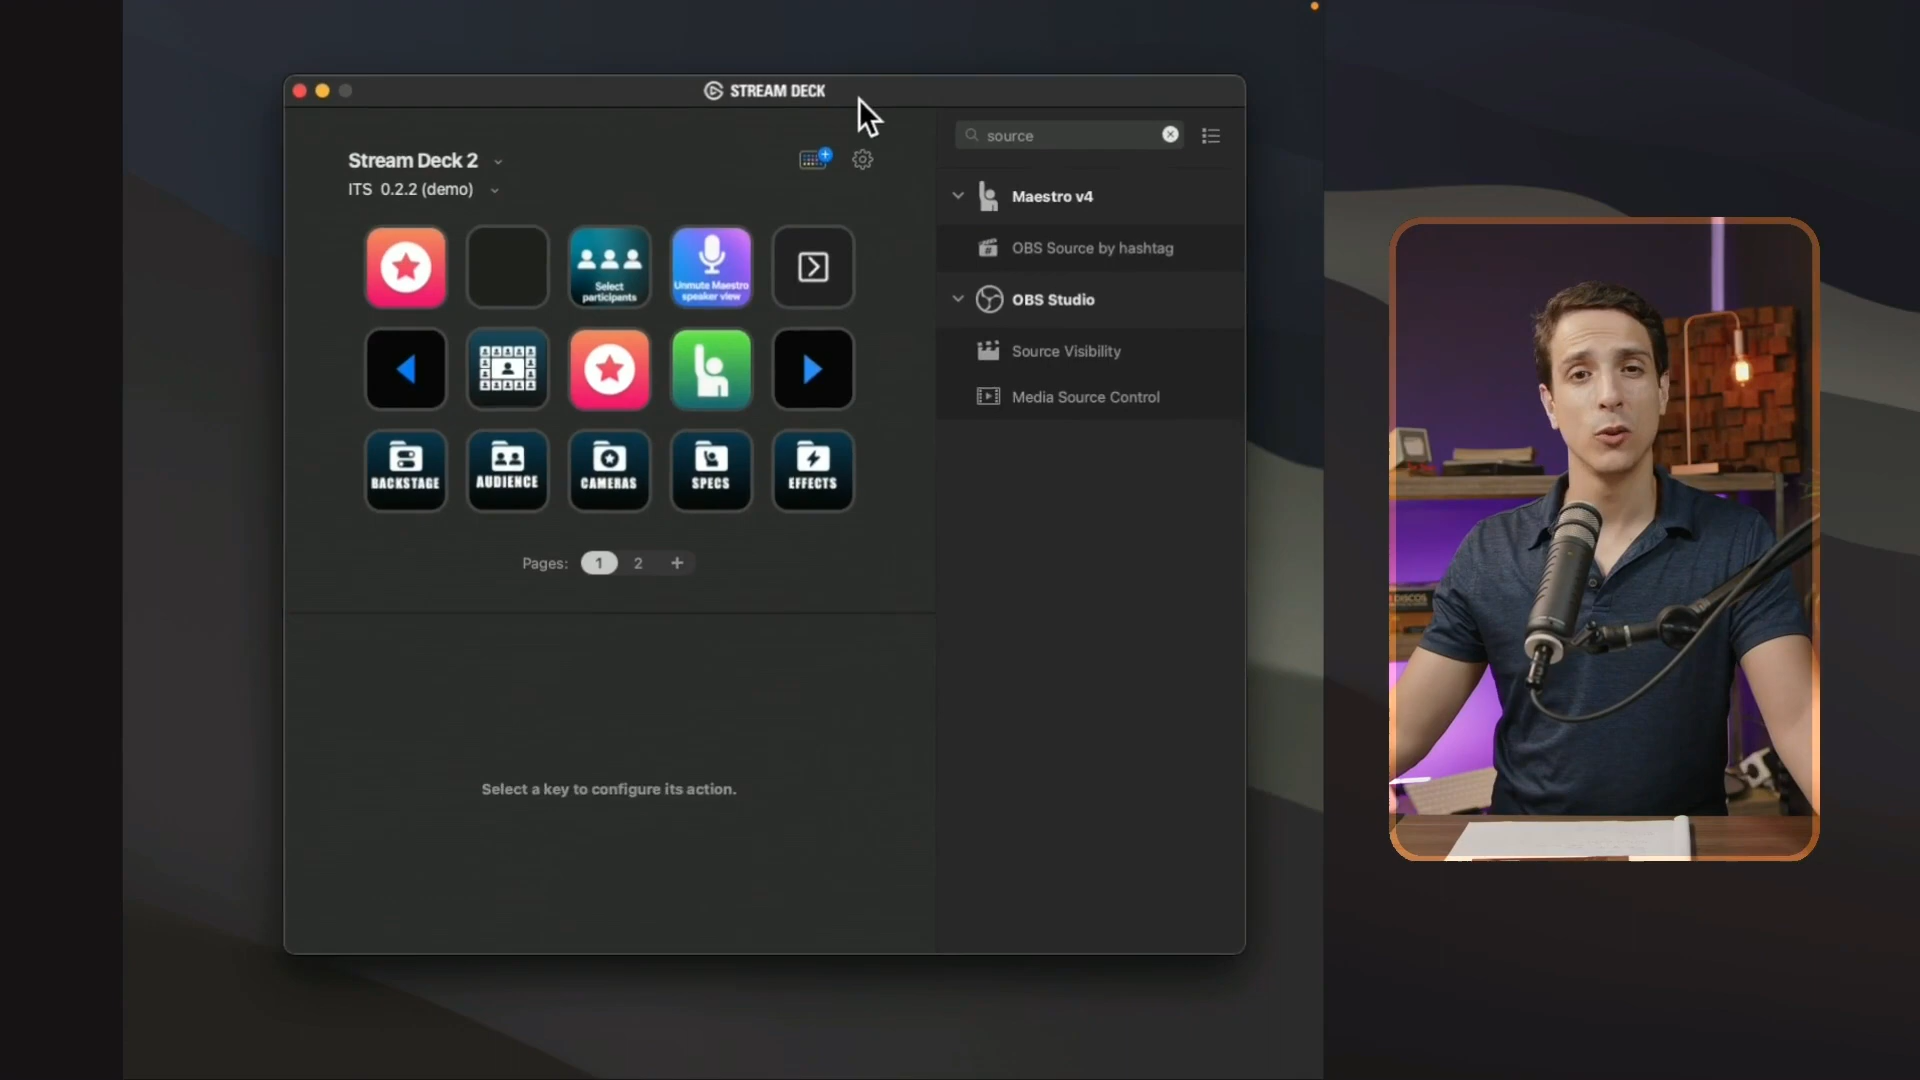 STREAM DECK
Stream Deck 2
ITS 0.2.2 (demo)
Select
participants
Unmute Maestro
speaker view
BACKSTAGE
AUDIENCE
CAMERAS
SPECS
EFFECTS
Pages: 1 2 +
Select a key to configure its action.
source
Maestro v4
#
OBS Source by hashtag
OBS Studio
Source Visibility
Media Source Control
DISCOS